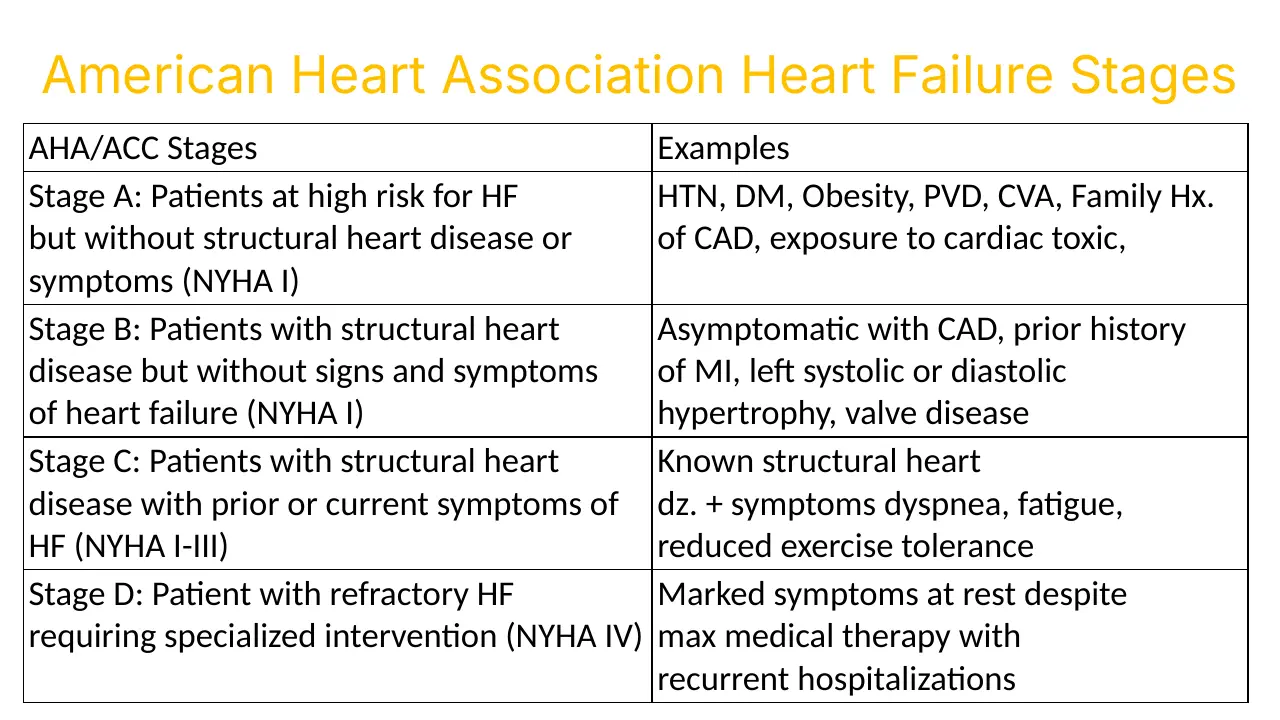 American Heart Association Heart Failure Stages
AHA/ACC Stages
Examples
Stage A: Patients at high risk for HF
but without structural heart disease or
symptoms (NYHA I)
HTN, DM, Obesity, PVD, CVA, Family Hx.
of CAD, exposure to cardiac toxic,
Stage B: Patients with structural heart
disease but without signs and symptoms
of heart failure (NYHA I)
Asymptomatic with CAD, prior history
of MI, left systolic or diastolic
hypertrophy, valve disease
Stage C: Patients with structural heart
disease with prior or current symptoms of
HF (NYHA I-III)
Known structural heart
dz. + symptoms dyspnea, fatigue,
reduced exercise tolerance
Stage D: Patient with refractory HF
requiring specialized intervention (NYHA IV)
Marked symptoms at rest despite
max medical therapy with
recurrent hospitalizations